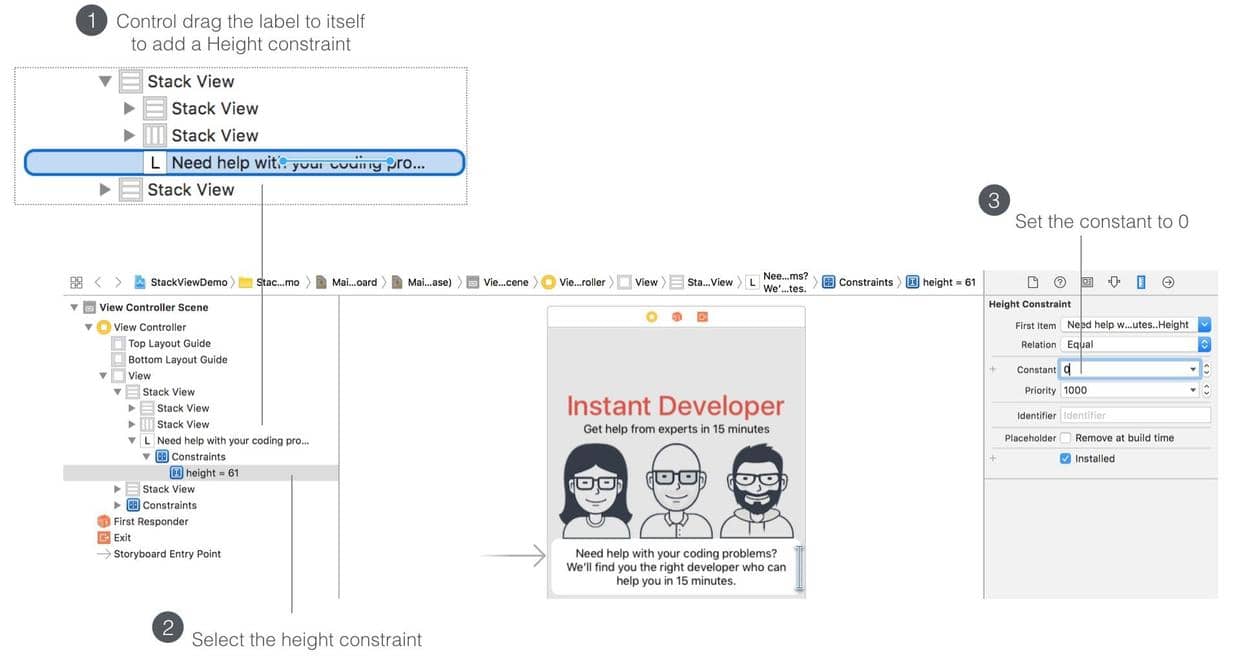 1 Control drag the label to itself
to add a Height constraint
Stack View
Stack View
Stack View
L Need help with your coding pro...
Stack View
3
Set the constant to 0
StackViewDemo
Stac...mo
Mai...oard
Mai...ase)
Vie...cene
Vie...roller
View
Sta...View
L
Nee...ms?
We'...tes.
Constraints
height = 61
View Controller Scene
View Controller
Top Layout Guide
Bottom Layout Guide
View
Stack View
Stack View
Stack View
L Need help with your coding pro...
Constraints
height = 61
Stack View
Constraints
First Responder
Exit
Storyboard Entry Point
Instant Developer
Get help from experts in 15 minutes
Need help with your coding problems?
We'll find you the right developer who can
help you in 15 minutes.
Height Constraint
First Item Need help w...utes..Height
Relation Equal
+ Constant 0
Priority 1000
Identifier Identifier
Placeholder Remove at build time
+ Installed
2
Select the height constraint